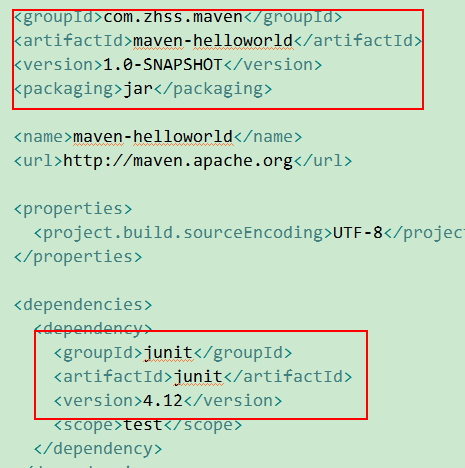 <groupId>com.zhss.maven</groupId>
<artifactId>maven-helloworld</artifactId>
<version>1.0-SNAPSHOT</version>
<packaging>jar</packaging>
<name>maven-helloworld</name>
<url>http://maven.apache.org</url>
<properties>
<project.build.sourceEncoding>UTF-8</project
</properties>
<dependencies>
<dependency>
<groupId>junit</groupId>
<artifactId>junit</artifactId>
<version>4.12</version>
<scope>test</scope>
</dependency>